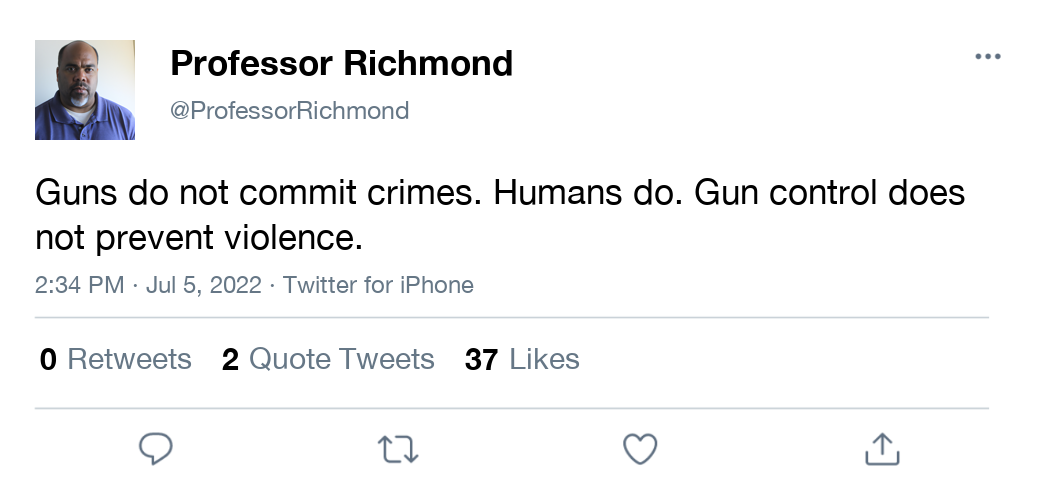 Professor Richmond
@ProfessorRichmond
Guns do not commit crimes. Humans do. Gun control does
not prevent violence.
2:34 PM · Jul 5, 2022 · Twitter for iPhone
0 Retweets 2 Quote Tweets 37 Likes